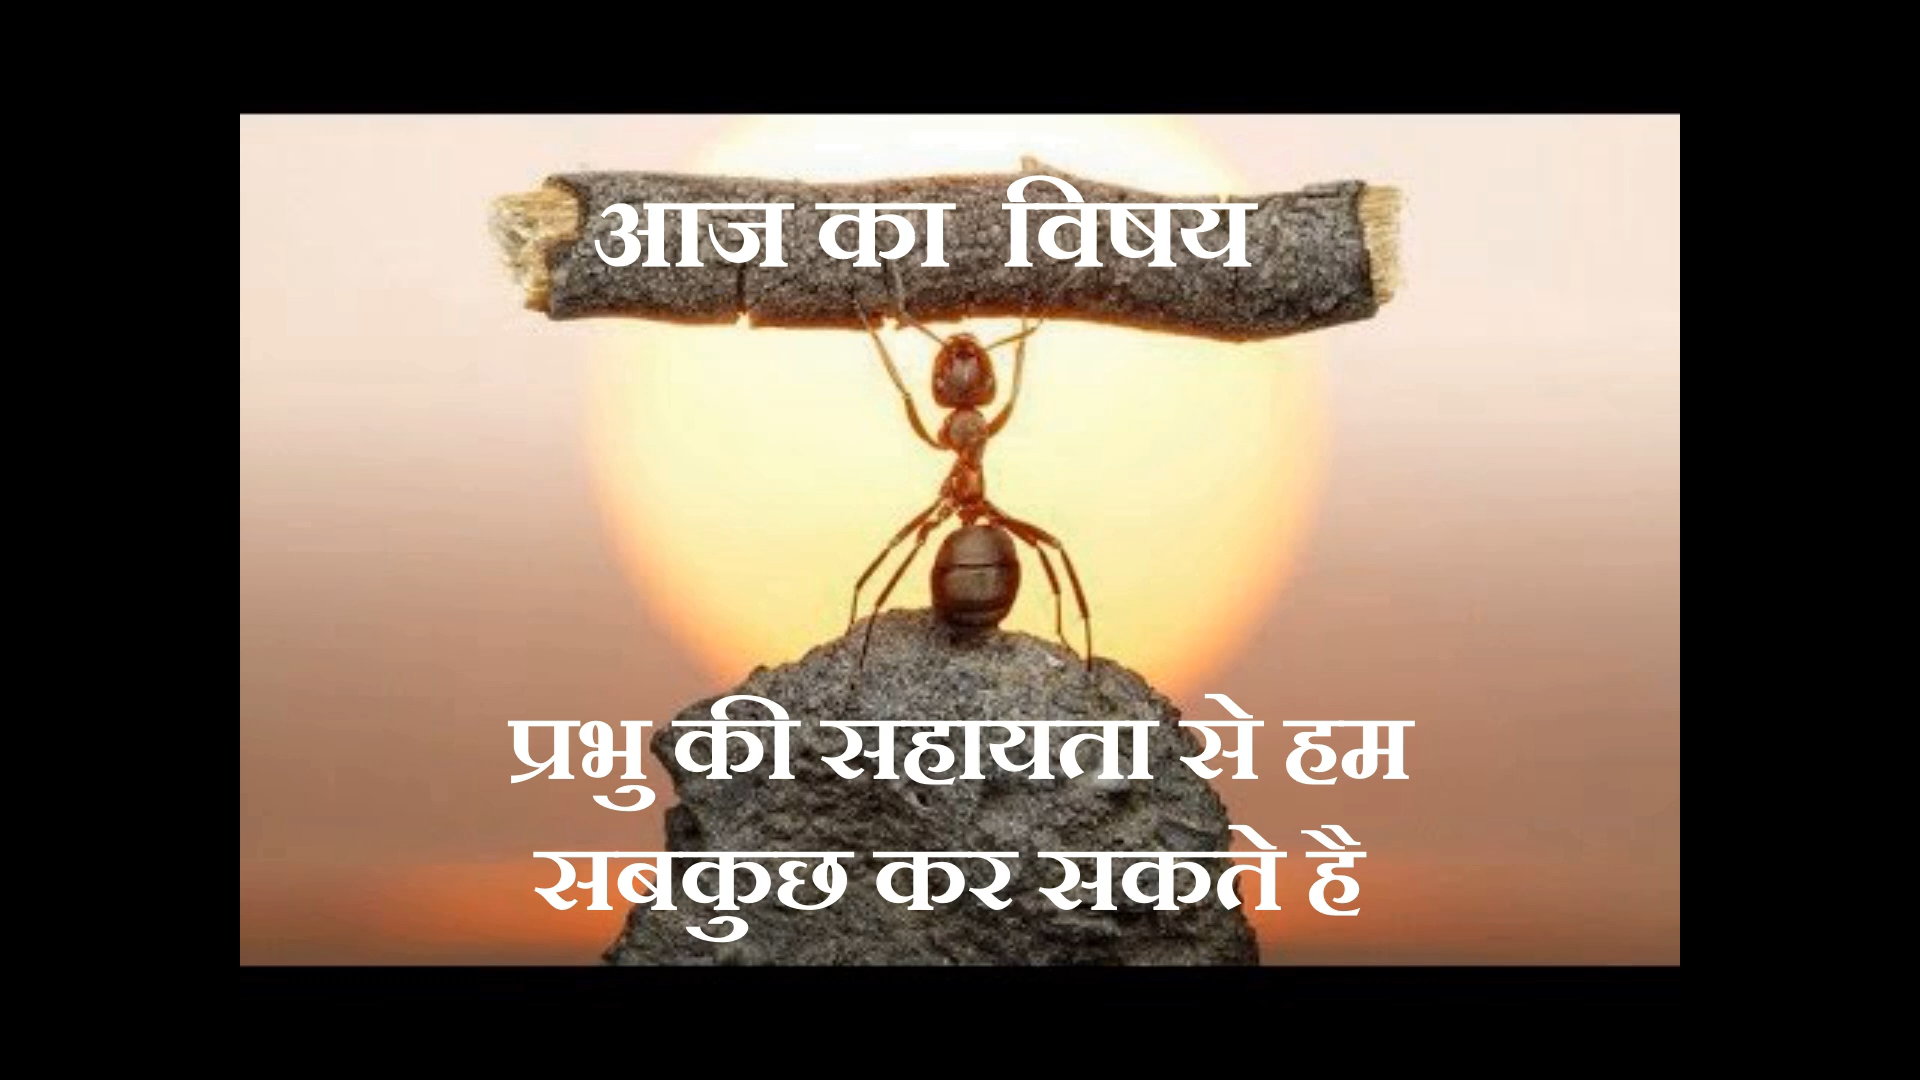 आज का विषय
प्रभु की सहायता से हम
सबकुछ कर सकते है